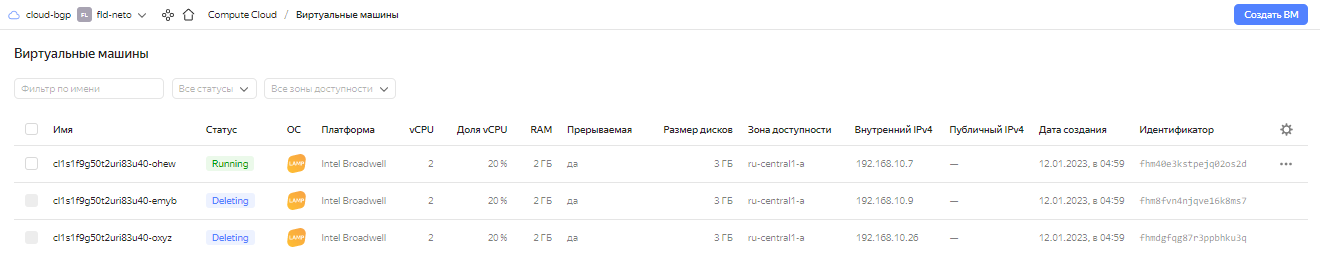 cloud-bgp FL fld-neto Compute Cloud / Виртуальные машины Создать ВМ
Виртуальные машины
Фильтр по имени Все статусы Все зоны доступности
Имя Статус ОС Платформа vCPU Доля vCPU RAM Прерываемая Размер дисков Зона доступности Внутренний IPv4 Публичный IPv4 Дата создания Идентификатор
cl1s1f9g50t2uri83u40-ohew Running LAMP Intel Broadwell 2 20 % 2 ГБ да 3 ГБ ru-central1-a 192.168.10.7 — 12.01.2023, в 04:59 fhm40e3kstpejq02os2d
cl1s1f9g50t2uri83u40-emyb Deleting LAMP Intel Broadwell 2 20 % 2 ГБ да 3 ГБ ru-central1-a 192.168.10.9 — 12.01.2023, в 04:59 fhm8fvn4njqve16k8ms7
cl1s1f9g50t2uri83u40-oxyz Deleting LAMP Intel Broadwell 2 20 % 2 ГБ да 3 ГБ ru-central1-a 192.168.10.26 — 12.01.2023, в 04:59 fhmdgfqg87r3ppbhku3q